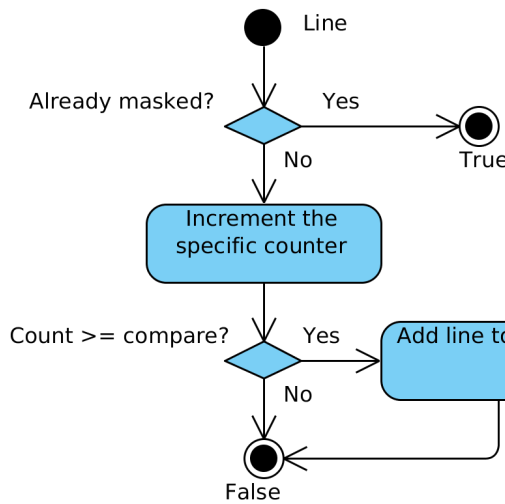 Line
Already masked?
Yes
True
No
Increment the
specific counter
Count >= compare?
Yes
Add line to
No
False